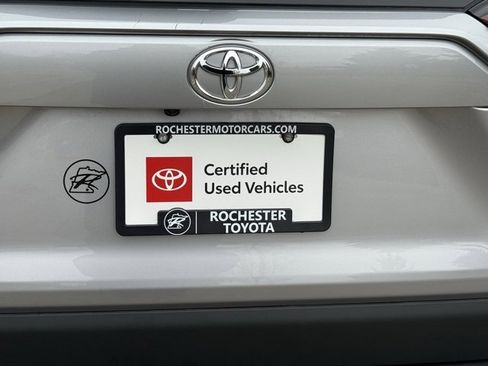 ROCHESTERMOTORCARS.COM
Certified
Used Vehicles
ROCHESTER
TOYOTA